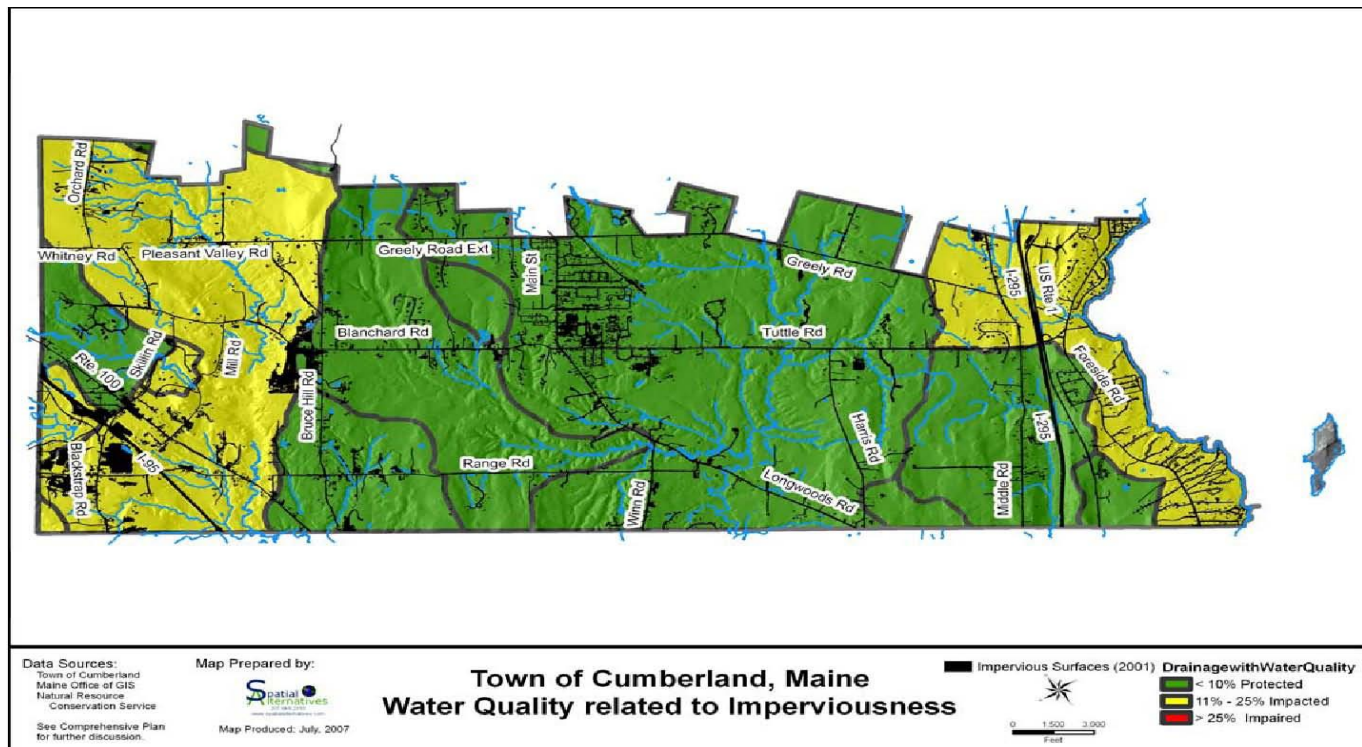 Orchard Rd
Whitney Rd
Pleasant Valley Rd
Greely Road Ext
Main St
Greely Rd
I-295
US Rte 1
Rte. 100
Skillin Rd
Mill Rd
Blanchard Rd
Tuttle Rd
Foreside Rd
Bruce Hill Rd
Harris Rd
I-295
Blackstrap Rd
I-95
Range Rd
Winn Rd
Longwoods Rd
Middle Rd
Data Sources:
Town of Cumberland
Maine Office of GIS
Natural Resource
Conservation Service
See Comprehensive Plan
for further discussion.
Map Prepared by:
Spatial
Alternatives
www.spatialalternatives.com
Map Produced: July, 2007
Town of Cumberland, Maine
Water Quality related to Imperviousness
Impervious Surfaces (2001)
0 1,500 3,000
Feet
DrainagewithWaterQuality
< 10% Protected
11% - 25% Impacted
> 25% Impaired